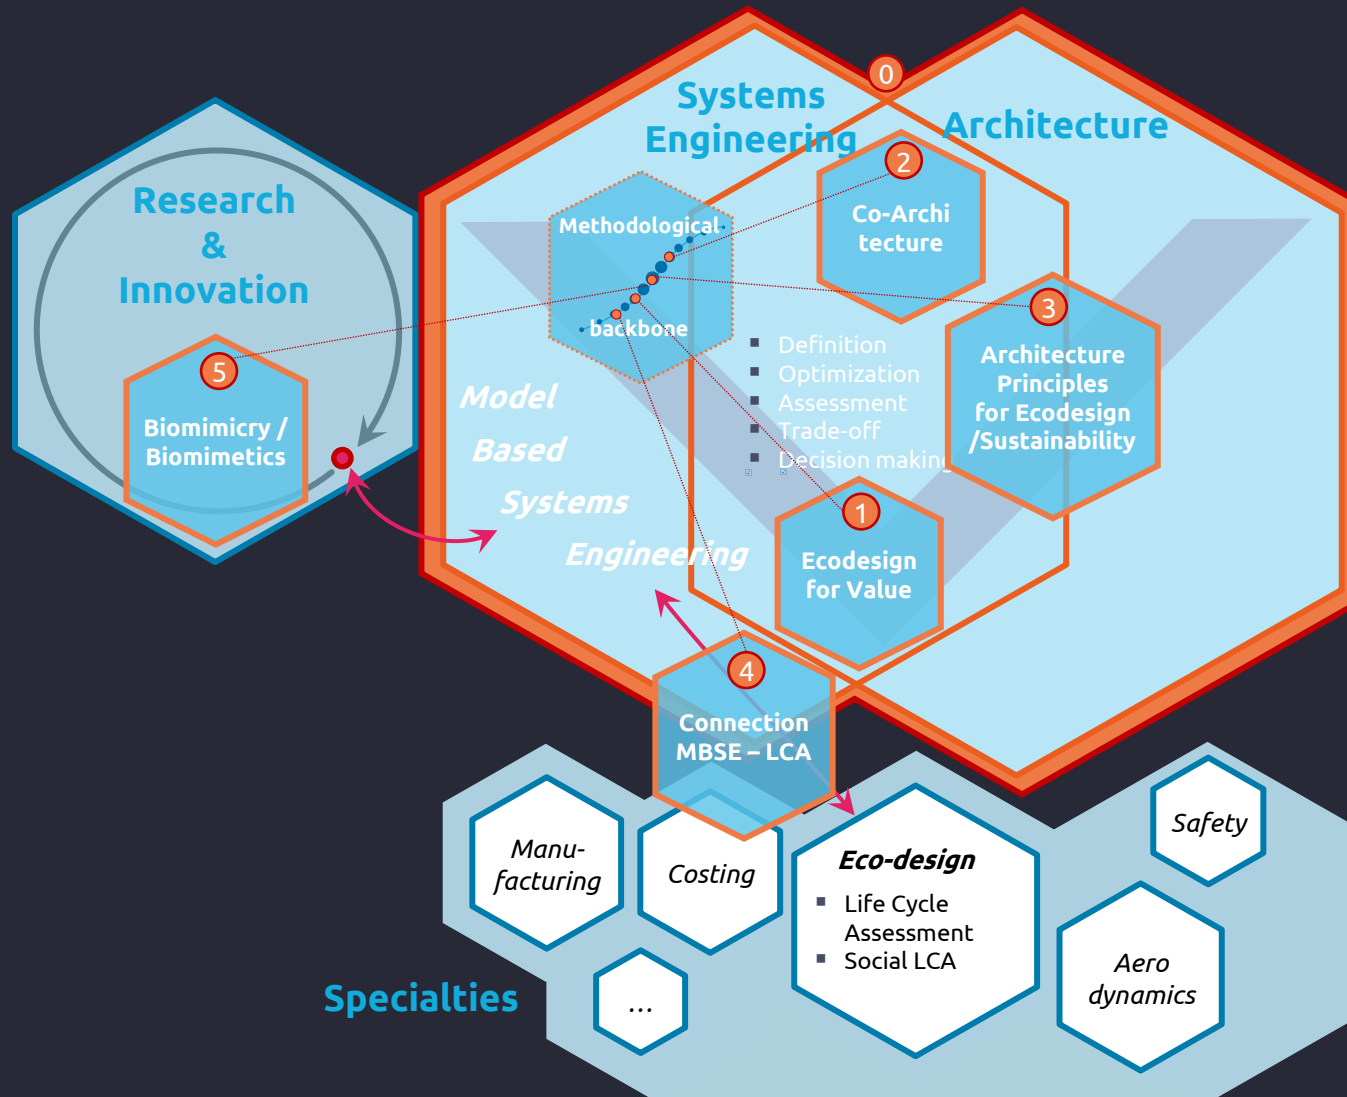 0
Systems
Engineering
Architecture
2
Co-Archi
tecture
Research
&
Innovation
Methodological
backbone
3
Architecture
Principles
for Ecodesign
/Sustainability
5
Biomimicry /
Biomimetics
Definition
Optimization
Assessment
Trade-off
Decision making
Model
Based
Systems
Engineering
1
Ecodesign
for Value
4
Connection
MBSE – LCA
Manu-
facturing
Costing
Eco-design
Life Cycle
Assessment
Social LCA
Safety
Aero
dynamics
...
Specialties